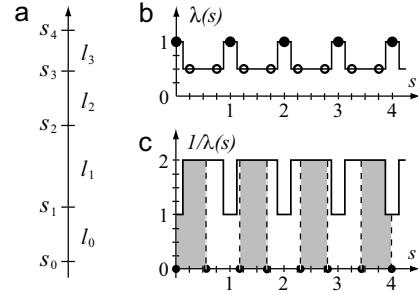 a
s₄
l₃
s₃
l₂
s₂
l₁
s₁
l₀
s₀
b
λ(s)
1
0
1 2 3 4
s
c
1/λ(s)
2
1
0
1 2 3 4
s